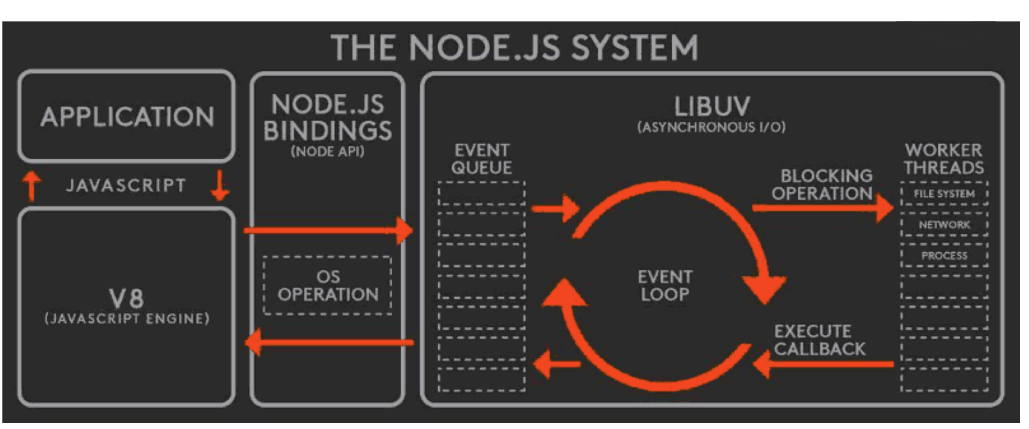 THE NODE.JS SYSTEM
APPLICATION
JAVASCRIPT
V8
(JAVASCRIPT ENGINE)
NODE.JS
BINDINGS
(NODE API)
OS
OPERATION
LIBUV
(ASYNCHRONOUS I/O)
EVENT
QUEUE
EVENT
LOOP
BLOCKING
OPERATION
EXECUTE
CALLBACK
WORKER
THREADS
FILE SYSTEM
NETWORK
PROCESS